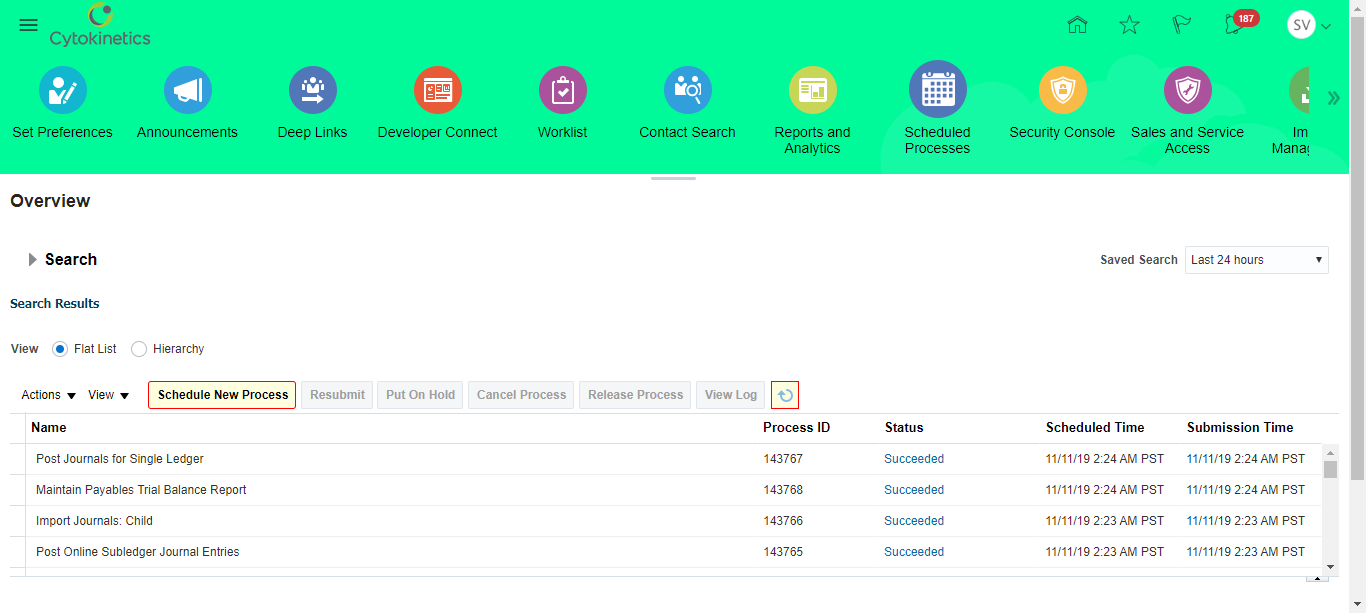 Cytokinetics
187
SV
Set Preferences
Announcements
Deep Links
Developer Connect
Worklist
Contact Search
Reports and
Analytics
Scheduled
Processes
Security Console
Sales and Service
Access
Im
Manag
Overview
Search
Saved Search Last 24 hours
Search Results
View Flat List Hierarchy
Actions View Schedule New Process Resubmit Put On Hold Cancel Process Release Process View Log
Name Process ID Status Scheduled Time Submission Time
Post Journals for Single Ledger 143767 Succeeded 11/11/19 2:24 AM PST 11/11/19 2:24 AM PST
Maintain Payables Trial Balance Report 143768 Succeeded 11/11/19 2:24 AM PST 11/11/19 2:24 AM PST
Import Journals: Child 143766 Succeeded 11/11/19 2:23 AM PST 11/11/19 2:23 AM PST
Post Online Subledger Journal Entries 143765 Succeeded 11/11/19 2:23 AM PST 11/11/19 2:23 AM PST